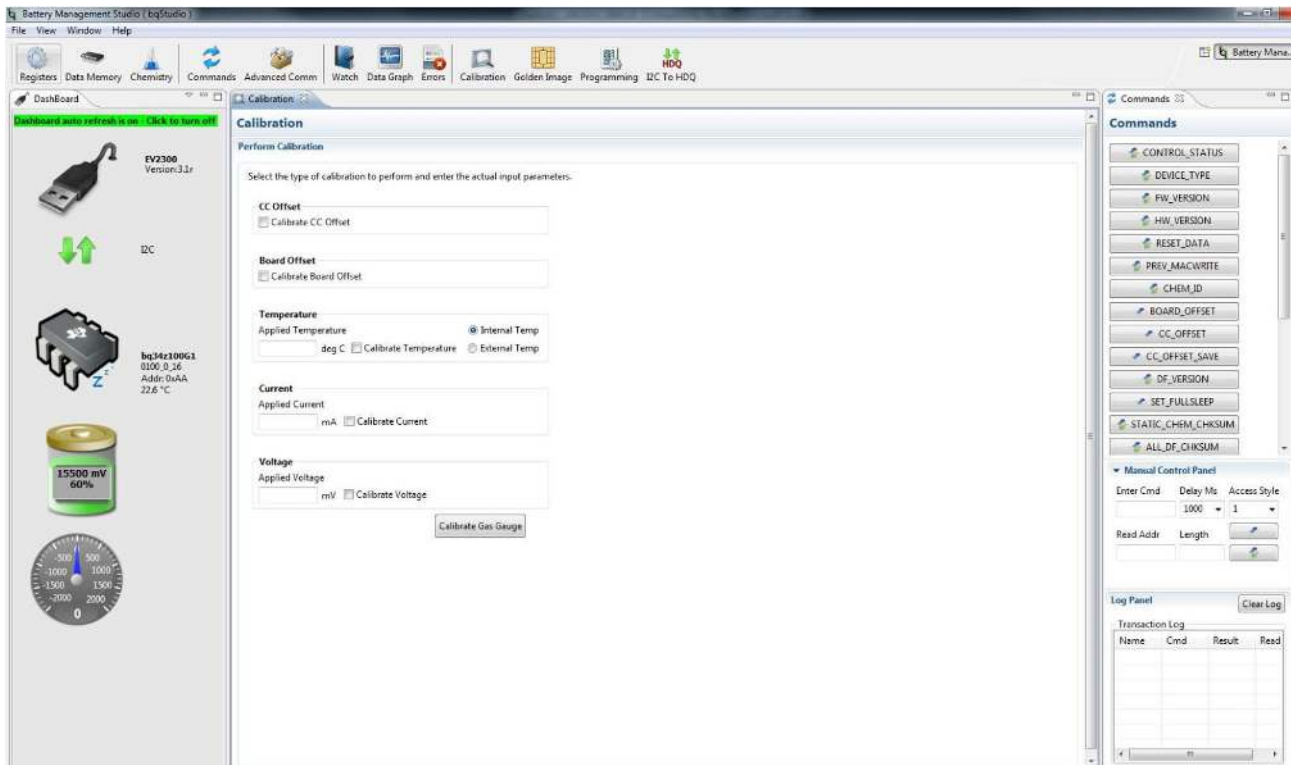 Battery Management Studio ( bqStudio )
File View Window Help
Registers Data Memory Chemistry Commands Advanced Comm Watch Data Graph Errors Calibration Golden Image Programming I2C To HDQ
HDQ
Battery Mana...
DashBoard
Dashboard auto refresh is on - Click to turn off
EV2300
Version:3.1r
I2C
bq34z100G1
0100_0_16
Addr: 0xAA
22.6 °C
Z Z
15500 mV
60%
-500 500
-1000 1000
-1500 1500
-2000 2000
0
Calibration
Calibration
Perform Calibration
Select the type of calibration to perform and enter the actual input parameters.
CC Offset
Calibrate CC Offset
Board Offset
Calibrate Board Offset
Temperature
Applied Temperature Internal Temp
deg C Calibrate Temperature External Temp
Current
Applied Current
mA Calibrate Current
Voltage
Applied Voltage
mV Calibrate Voltage
Calibrate Gas Gauge
Commands
Commands
CONTROL_STATUS
DEVICE_TYPE
FW_VERSION
HW_VERSION
RESET_DATA
PREV_MACWRITE
CHEM_ID
BOARD_OFFSET
CC_OFFSET
CC_OFFSET_SAVE
DF_VERSION
SET_FULLSLEEP
STATIC_CHEM_CHKSUM
ALL_DF_CHKSUM
Manual Control Panel
Enter Cmd Delay Ms Access Style
1000 1
Read Addr Length
Log Panel Clear Log
Transaction Log
Name Cmd Result Read